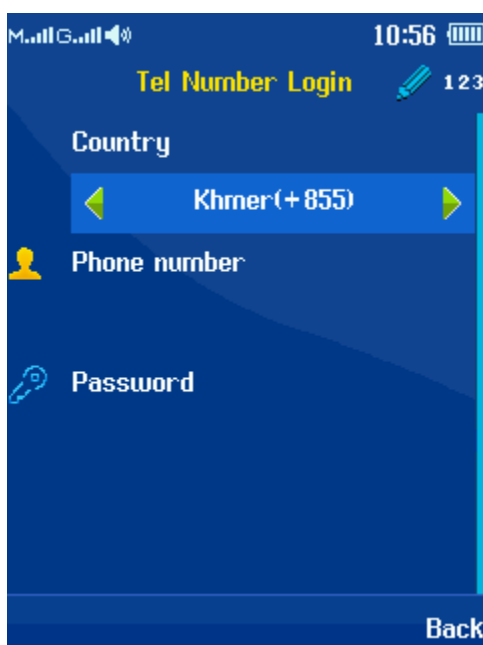 M. G. 10:56
Tel Number Login 123
Country
Khmer(+855)
Phone number
Password
Back